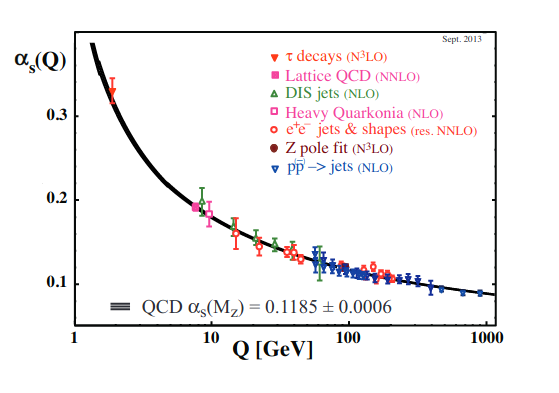 Sept. 2013
αs(Q)
τ decays (N³LO)
Lattice QCD (NNLO)
DIS jets (NLO)
Heavy Quarkonia (NLO)
e⁺e⁻ jets & shapes (res. NNLO)
Z pole fit (N³LO)
pp(–) –> jets (NLO)
0.3
0.2
0.1
QCD αs(Mz) = 0.1185 ± 0.0006
1 10 100 1000
Q [GeV]